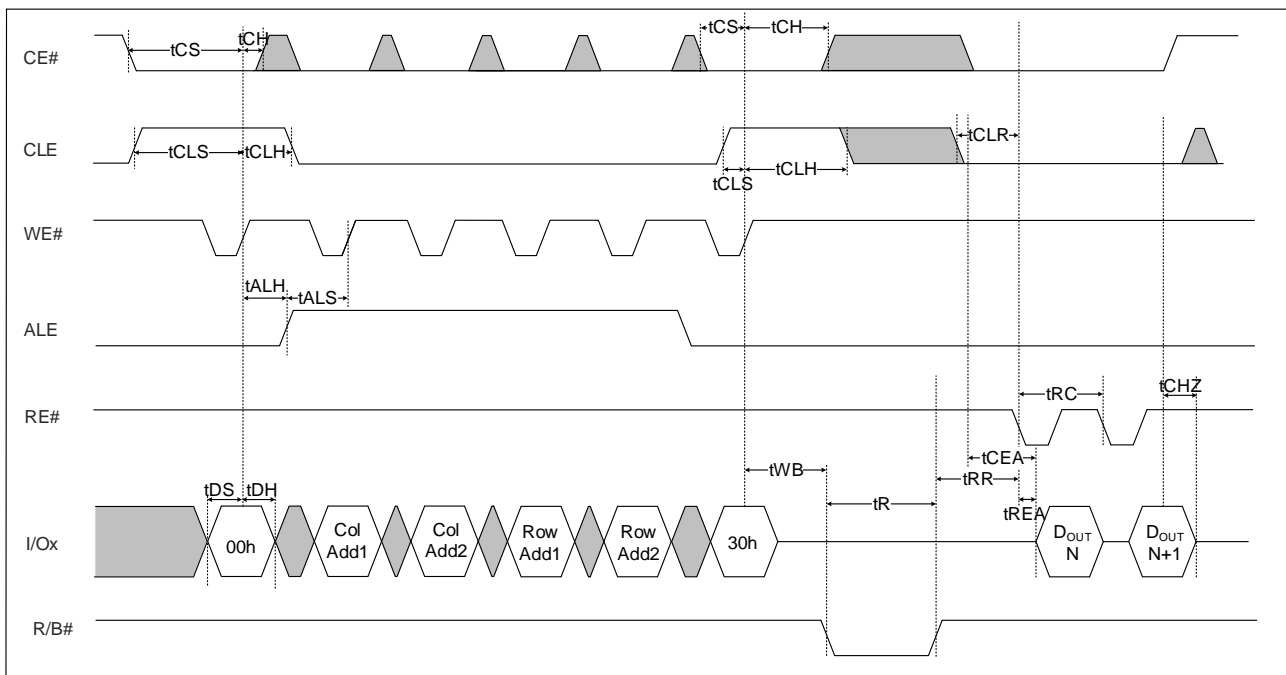 tCS
tCH
tCS
tCH
CE#
tCLR
CLE
tCLS
tCLH
tCLS
tCLH
WE#
tALH
tALS
ALE
tRC
tCHZ
RE#
tCEA
tWB
tRR
tDS
tDH
tR
tREA
I/Ox
00h
Col
Add1
Col
Add2
Row
Add1
Row
Add2
30h
DOUT
N
DOUT
N+1
R/B#